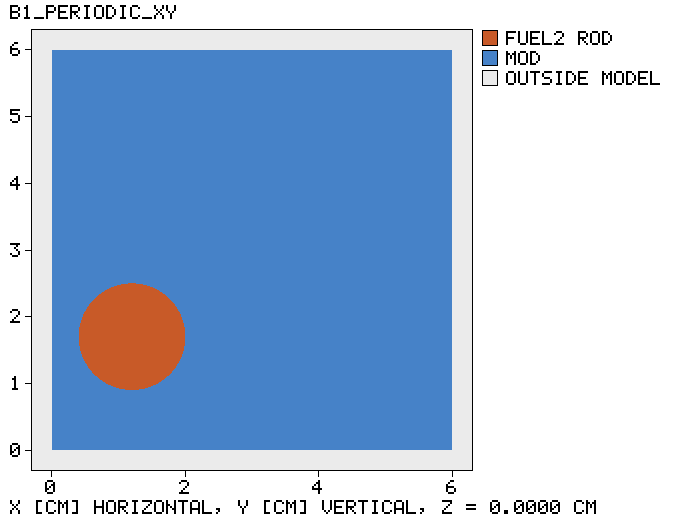 B1_PERIODIC_XY
FUEL2 ROD
MOD
OUTSIDE MODEL
6
5
4
3
2
1
0
0 2 4 6
X [CM] HORIZONTAL, Y [CM] VERTICAL, Z = 0.0000 CM